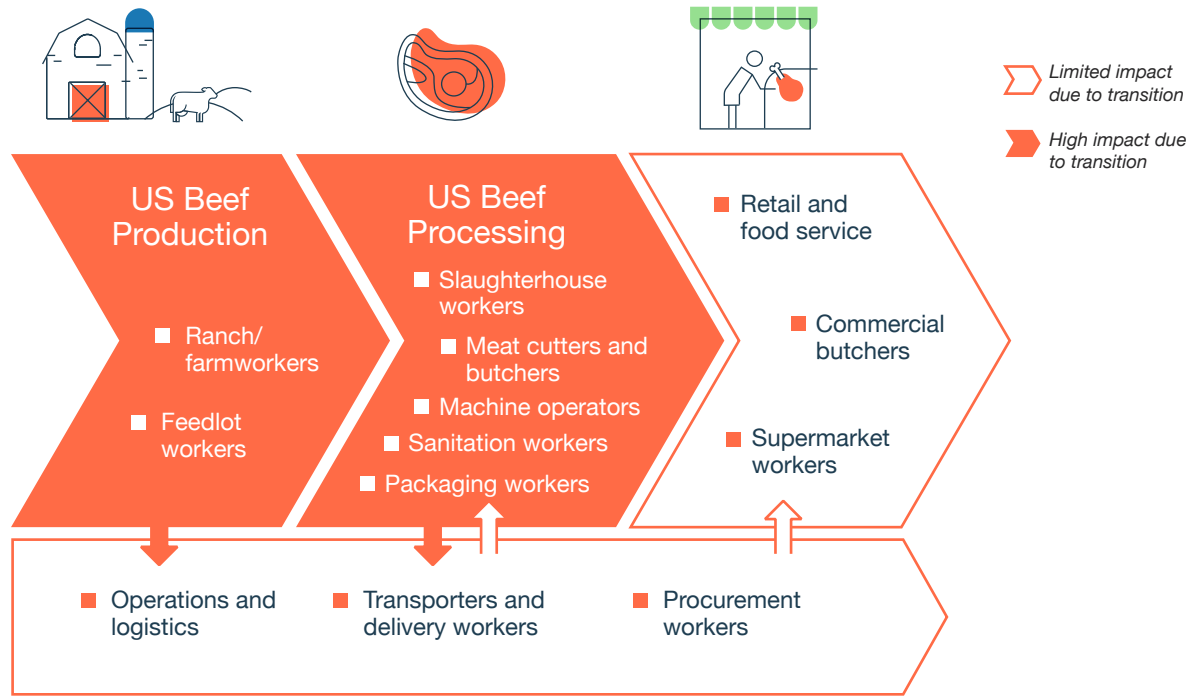 Limited impact
due to transition
High impact due
to transition
US Beef
Production
Ranch/
farmworkers
Feedlot
workers
US Beef
Processing
Slaughterhouse
workers
Meat cutters and
butchers
Machine operators
Sanitation workers
Packaging workers
Retail and
food service
Commercial
butchers
Supermarket
workers
Operations and
logistics
Transporters and
delivery workers
Procurement
workers